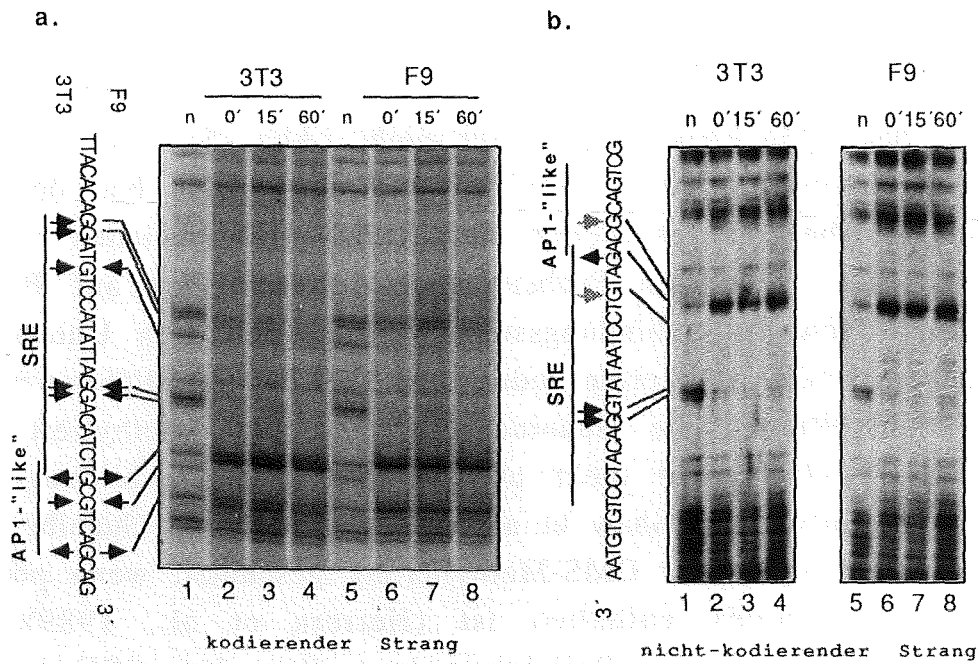 a.
3T3 F9
n 0' 15' 60' n 0' 15' 60'
3T3
F9
TTACACAGGATGTCCATATTAGGACATCTGCGTCAGCAG 3'
SRE
AP1-"like"
1 2 3 4 5 6 7 8
kodierender Strang
b.
3T3 F9
n 0' 15' 60' n 0' 15' 60'
AP1-"like"
SRE
3' AATGTGTCCTACAGGTATAATCCTGTAGACGCAGTCG
1 2 3 4 5 6 7 8
nicht-kodierender Strang